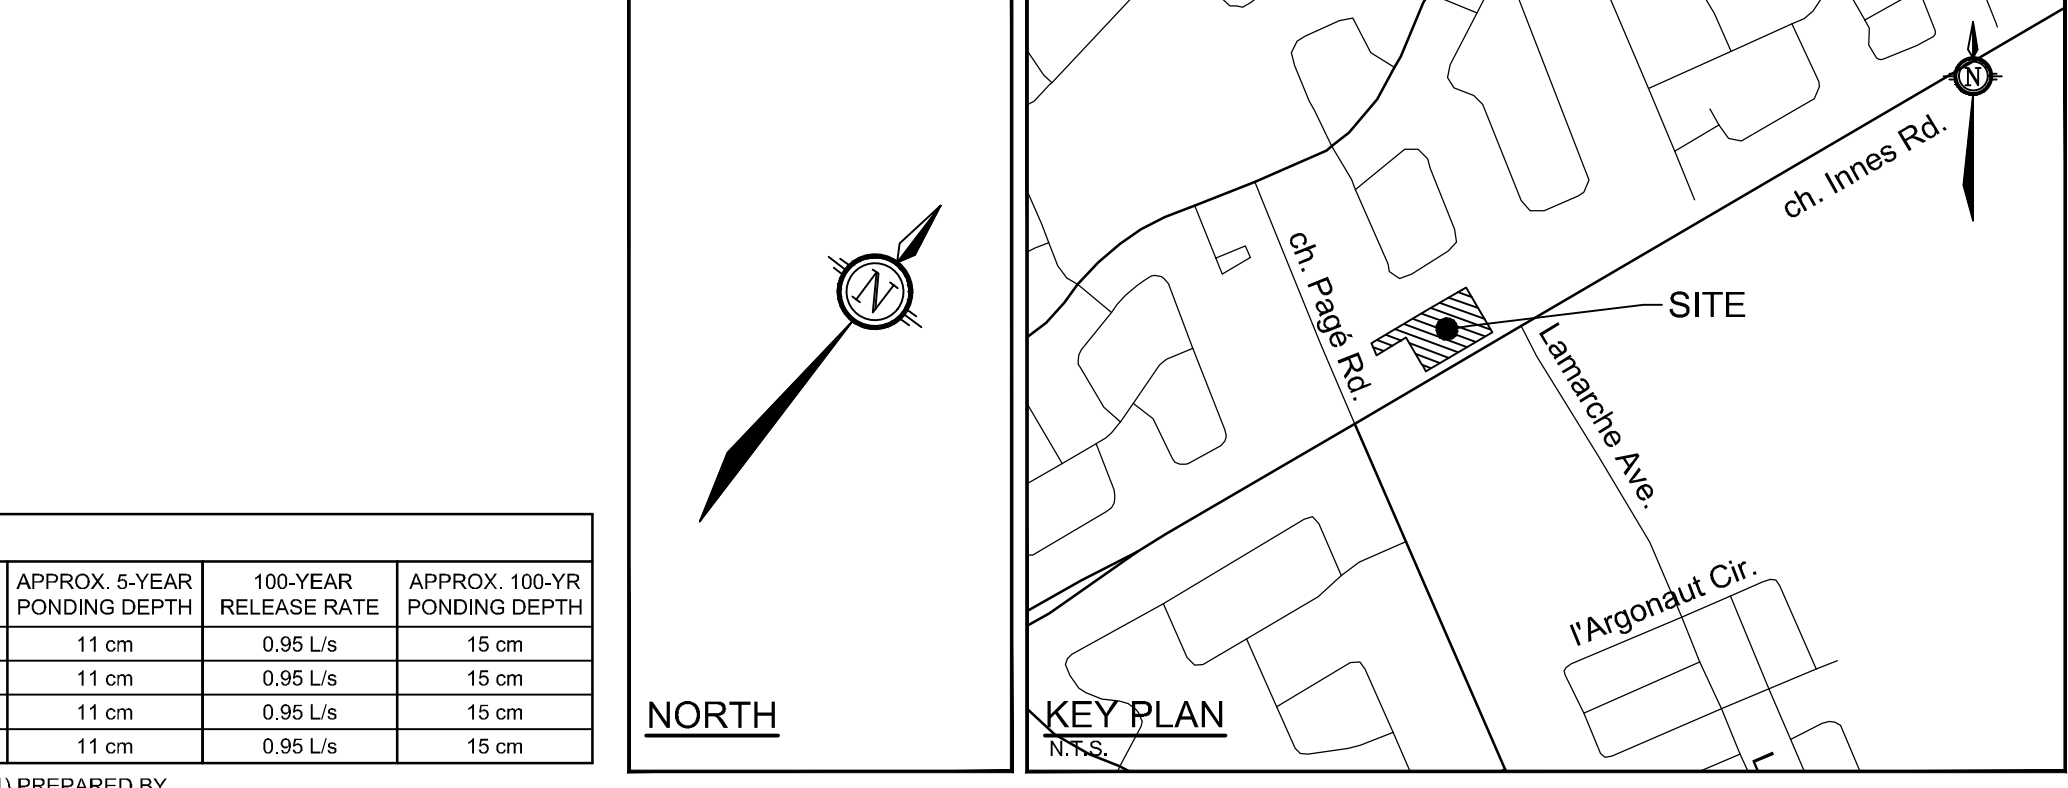 APPROX. 5-YEAR PONDING DEPTH
100-YEAR RELEASE RATE
APPROX. 100-YR PONDING DEPTH
11 cm 0.95 L/s 15 cm
11 cm 0.95 L/s 15 cm
11 cm 0.95 L/s 15 cm
11 cm 0.95 L/s 15 cm
PREPARED BY
N
NORTH
N
ch. Innes Rd.
ch. Pagé Rd.
SITE
Lamarche Ave.
l'Argonaut Cir.
KEY PLAN
N.T.S.
L